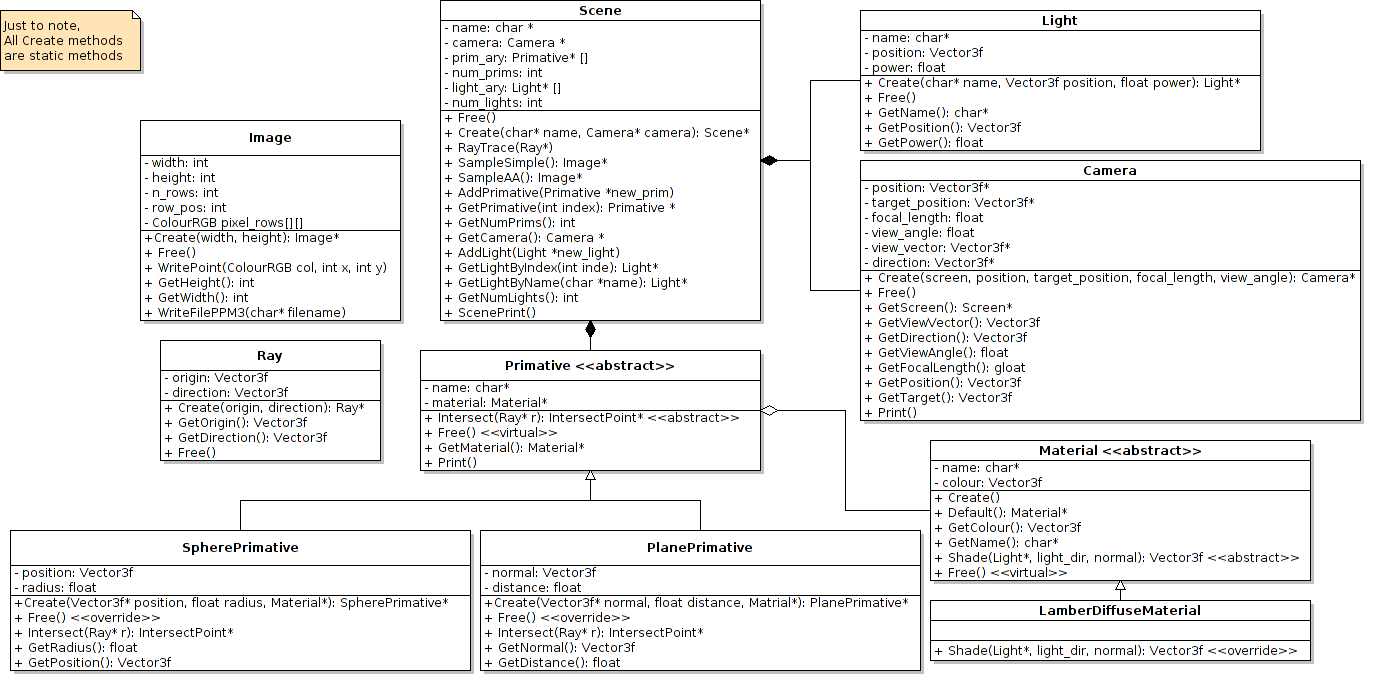 Just to note,
All Create methods
are static methods
Scene
- name: char *
- camera: Camera *
- prim_ary: Primative* []
- num_prims: int
- light_ary: Light* []
- num_lights: int
+ Free()
+ Create(char* name, Camera* camera): Scene*
+ RayTrace(Ray*)
+ SampleSimple(): Image*
+ SampleAA(): Image*
+ AddPrimative(Primative *new_prim)
+ GetPrimative(int index): Primative *
+ GetNumPrims(): int
+ GetCamera(): Camera *
+ AddLight(Light *new_light)
+ GetLightByIndex(int inde): Light*
+ GetLightByName(char *name): Light*
+ GetNumLights(): int
+ ScenePrint()
Light
- name: char*
- position: Vector3f
- power: float
+ Create(char* name, Vector3f position, float power): Light*
+ Free()
+ GetName(): char*
+ GetPosition(): Vector3f
+ GetPower(): float
Image
- width: int
- height: int
- n_rows: int
- row_pos: int
- ColourRGB pixel_rows[][]
+Create(width, height): Image*
+ Free()
+ WritePoint(ColourRGB col, int x, int y)
+ GetHeight(): int
+ GetWidth(): int
+ WriteFilePPM3(char* filename)
Camera
- position: Vector3f*
- target_position: Vector3f*
- focal_length: float
- view_angle: float
- view_vector: Vector3f*
- direction: Vector3f*
+ Create(screen, position, target_position, focal_length, view_angle): Camera*
+ Free()
+ GetScreen(): Screen*
+ GetViewVector(): Vector3f
+ GetDirection(): Vector3f
+ GetViewAngle(): float
+ GetFocalLength(): gloat
+ GetPosition(): Vector3f
+ GetTarget(): Vector3f
+ Print()
Ray
- origin: Vector3f
- direction: Vector3f
+ Create(origin, direction): Ray*
+ GetOrigin(): Vector3f
+ GetDirection(): Vector3f
+ Free()
Primative <<abstract>>
- name: char*
- material: Material*
+ Intersect(Ray* r): IntersectPoint* <<abstract>>
+ Free() <<virtual>>
+ GetMaterial(): Material*
+ Print()
Material <<abstract>>
- name: char*
- colour: Vector3f
+ Create()
+ Default(): Material*
+ GetColour(): Vector3f
+ GetName(): char*
+ Shade(Light*, light_dir, normal): Vector3f <<abstract>>
+ Free() <<virtual>>
SpherePrimative
- position: Vector3f
- radius: float
+Create(Vector3f* position, float radius, Material*): SpherePrimative*
+ Free() <<override>>
+ Intersect(Ray* r): IntersectPoint*
+ GetRadius(): float
+ GetPosition(): Vector3f
PlanePrimative
- normal: Vector3f
- distance: float
+Create(Vector3f* normal, float distance, Matrial*): PlanePrimative*
+ Free() <<override>>
+ Intersect(Ray* r): IntersectPoint*
+ GetNormal(): Vector3f
+ GetDistance(): float
LamberDiffuseMaterial
+ Shade(Light*, light_dir, normal): Vector3f <<override>>